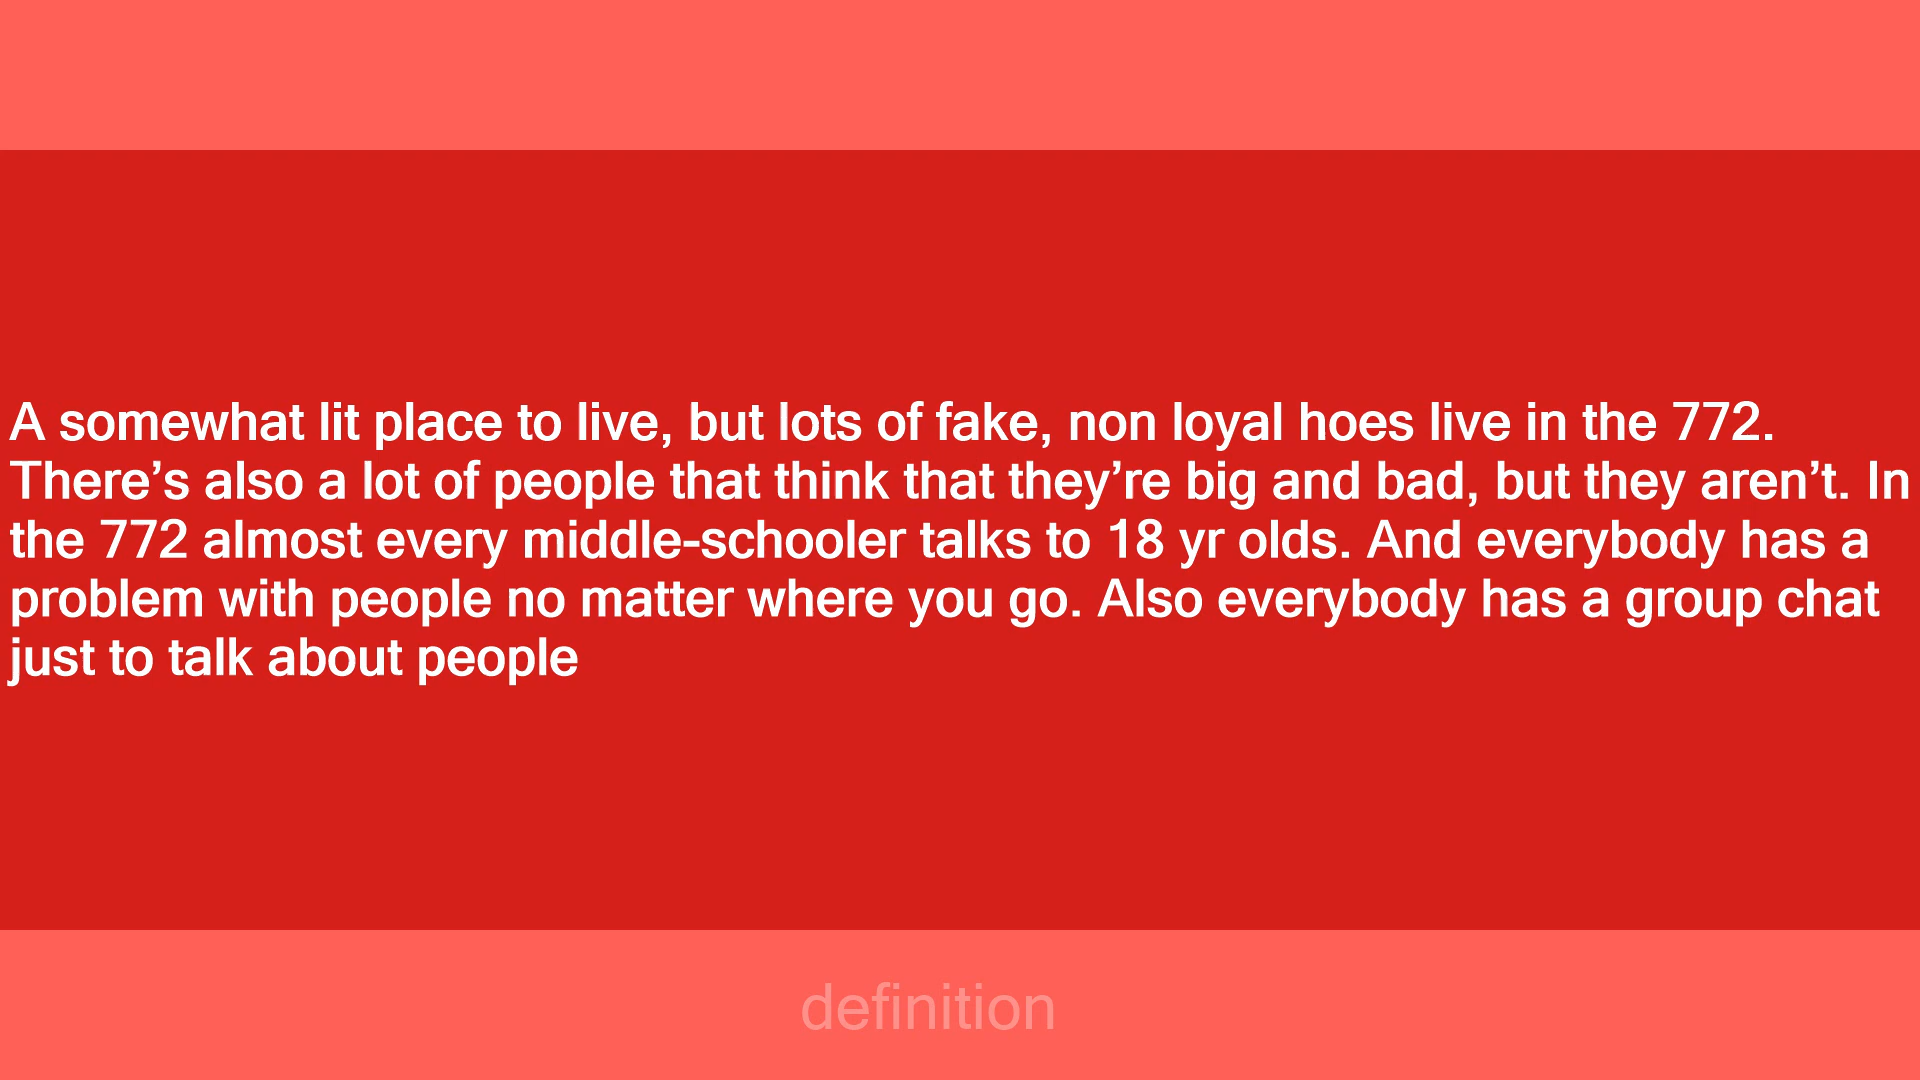 A somewhat lit place to live, but lots of fake, non loyal hoes live in the 772.
There’s also a lot of people that think that they’re big and bad, but they aren’t. In
the 772 almost every middle-schooler talks to 18 yr olds. And everybody has a
problem with people no matter where you go. Also everybody has a group chat
just to talk about people
definition